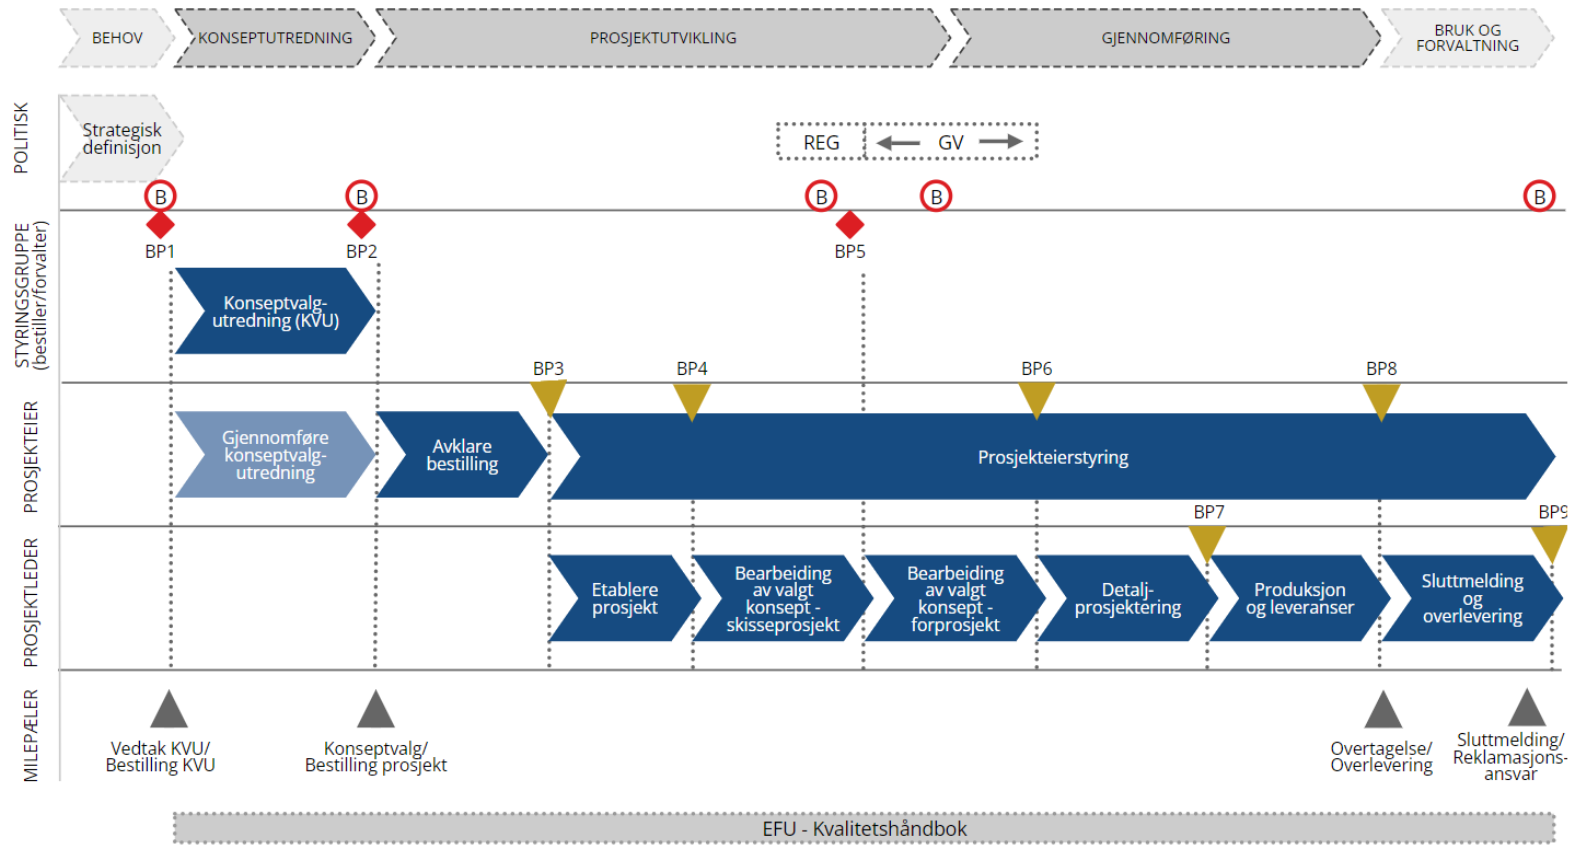 BEHOV
KONSEPTUTREDNING
PROSJEKTUTVIKLING
GJENNOMFØRING
BRUK OG
FORVALTNING
POLITISK
Strategisk
definisjon
REG
GV
B
B
B
B
B
STYRINGSGRUPPE
(bestiller/forvalter)
BP1
BP2
BP5
Konseptvalg-
utredning (KVU)
BP3
BP4
BP6
BP8
PROSJEKTEIER
Gjennomføre
konseptvalg-
utredning
Avklare
bestilling
Prosjekteierstyring
BP7
BP9
PROSJEKTLEDER
Etablere
prosjekt
Bearbeiding
av valgt
konsept -
skisseprosjekt
Bearbeiding
av valgt
konsept -
forprosjekt
Detalj-
prosjektering
Produksjon
og leveranser
Sluttmelding
og
overlevering
MILEPÆLER
Vedtak KVU/
Bestilling KVU
Konseptvalg/
Bestilling prosjekt
Overtagelse/
Overlevering
Sluttmelding/
Reklamasjons-
ansvar
EFU - Kvalitetshåndbok